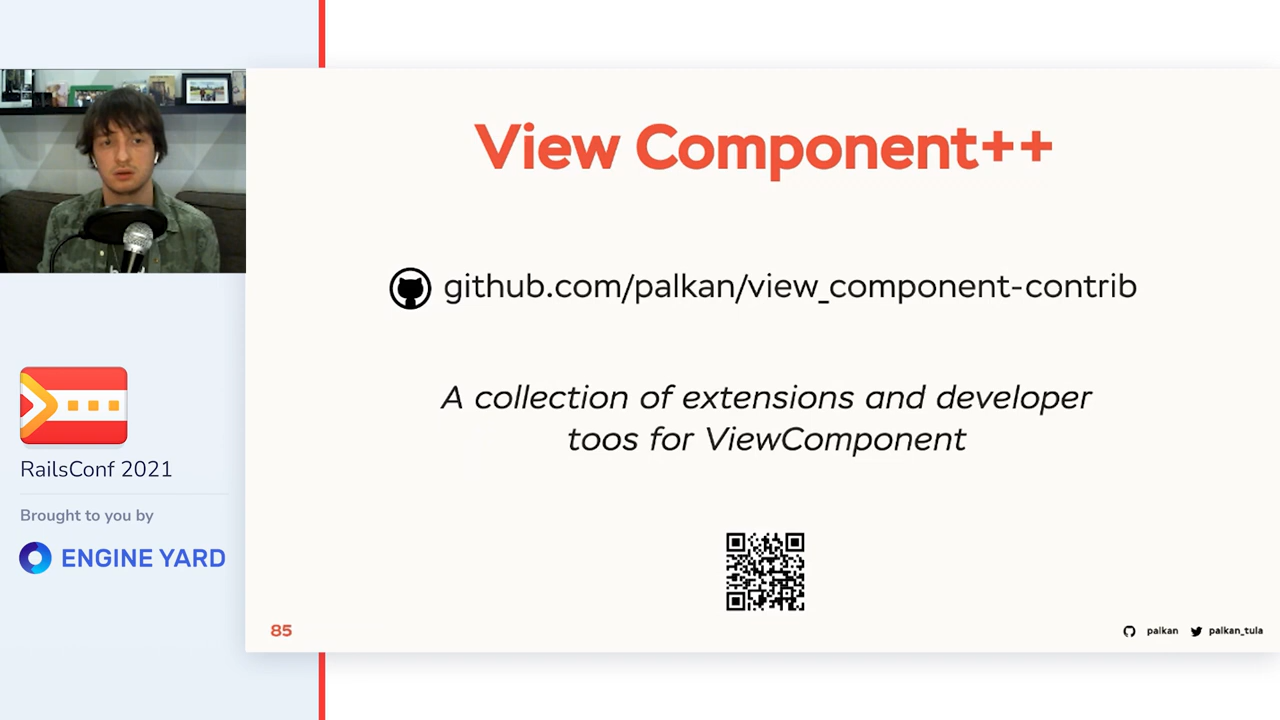 View Component++
github.com/palkan/view_component-contrib
A collection of extensions and developer
toos for ViewComponent
RailsConf 2021
Brought to you by
ENGINE YARD
85
palkan
palkan_tula